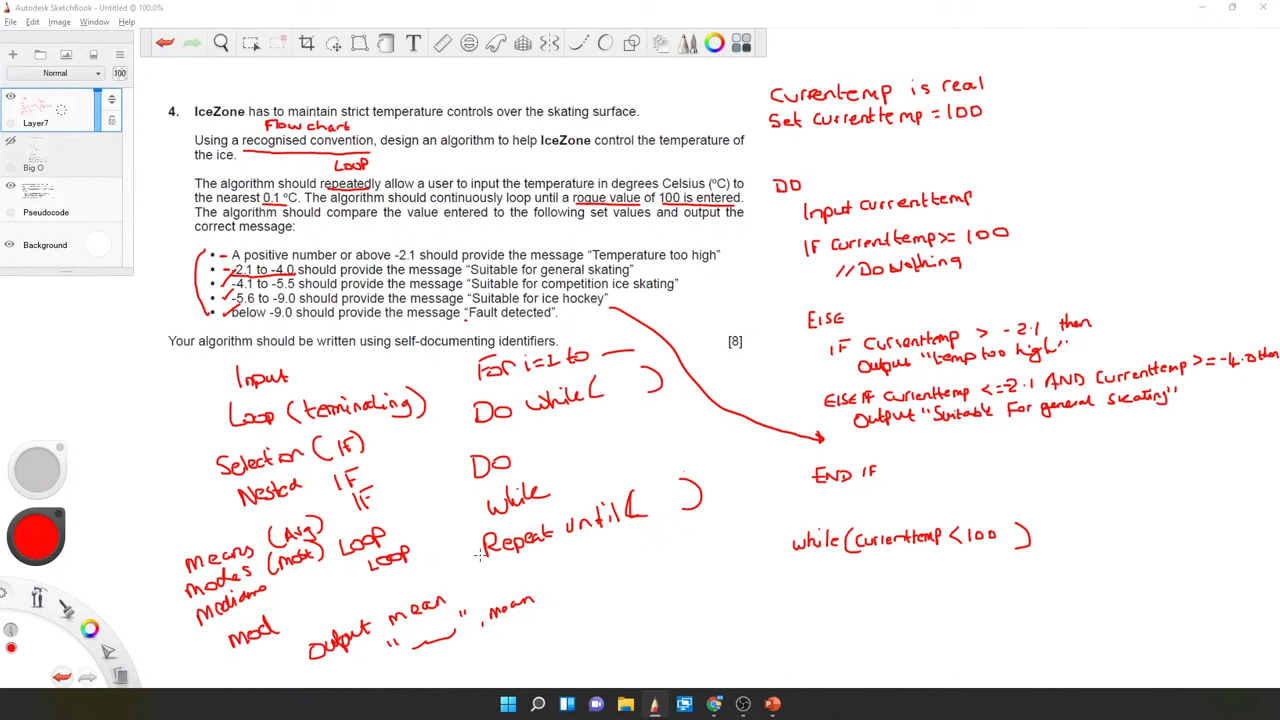 Autodesk SketchBook - Untitled @ 100.0%
File Edit Image Window Help
Normal 100
Layer7
Big O
Pseudocode
Background
4. IceZone has to maintain strict temperature controls over the skating surface.
Flow chart
Using a recognised convention, design an algorithm to help IceZone control the temperature of
the ice.
LOOP
The algorithm should repeatedly allow a user to input the temperature in degrees Celsius (ºC) to
the nearest 0.1 ºC. The algorithm should continuously loop until a rogue value of 100 is entered.
The algorithm should compare the value entered to the following set values and output the
correct message:
• A positive number or above -2.1 should provide the message “Temperature too high”
• -2.1 to -4.0 should provide the message “Suitable for general skating”
• -4.1 to -5.5 should provide the message “Suitable for competition ice skating”
• -5.6 to -9.0 should provide the message “Suitable for ice hockey”
• below -9.0 should provide the message “Fault detected”.
Your algorithm should be written using self-documenting identifiers. [8]
Input
Loop (terminating)
Selection (IF)
Nested IF
IF
means (Avg)
modes (most) LOOP
LOOP
Medians
mod
Output mean
" " , mean
For i=1 to
Do while( )
DO
while
Repeat until( )
Currentemp is real
Set currenttemp = 100
DO
Input currenttemp
IF currenttemp >= 100
// Do Nothing
ELSE
IF Currenttemp > -2.1 then
Output "temp too high"
ELSE IF Currenttemp <=-2.1 AND Currenttemp >= -4.0 then
Output "Suitable For general skating"
END IF
while(currenttemp < 100 )